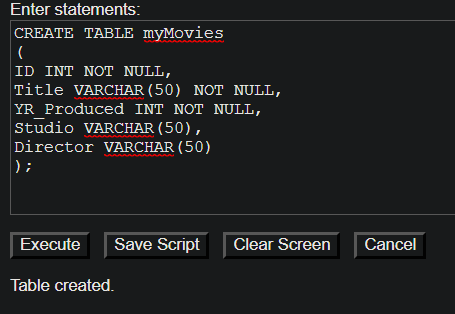 Enter statements:
CREATE TABLE myMovies
(
ID INT NOT NULL,
Title VARCHAR(50) NOT NULL,
YR_Produced INT NOT NULL,
Studio VARCHAR(50),
Director VARCHAR(50)
);
Execute Save Script Clear Screen Cancel
Table created.